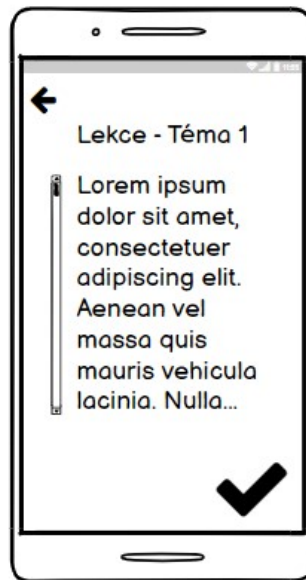 Lekce - Téma 1
Lorem ipsum
dolor sit amet,
consectetuer
adipiscing elit.
Aenean vel
massa quis
mauris vehicula
lacinia. Nulla...